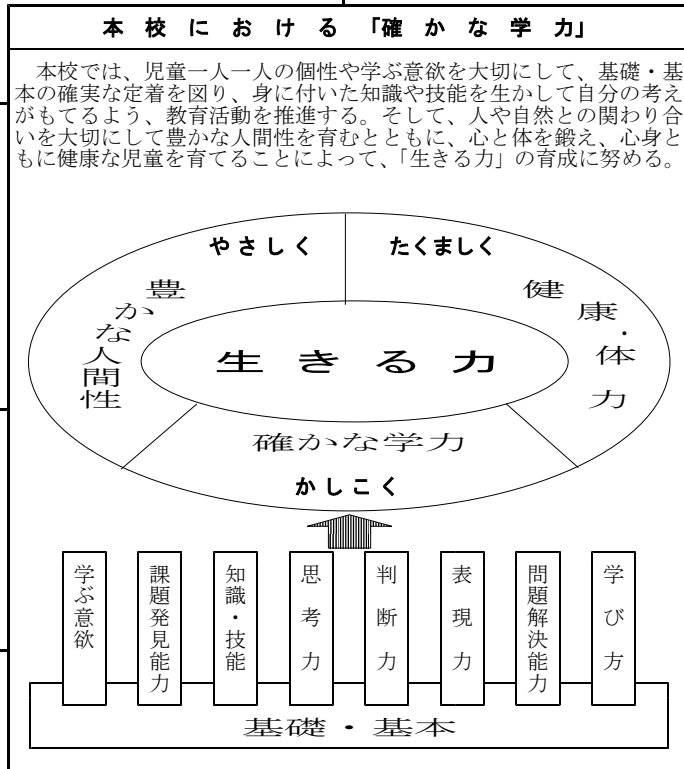 本校における「確かな学力」
本校では、児童一人一人の個性や学ぶ意欲を大切にして、基礎・基
本の確実な定着を図り、身に付いた知識や技能を生かして自分の考え
がもてるよう、教育活動を推進する。そして、人や自然との関わり合
いを大切にして豊かな人間性を育むとともに、心と体を鍛え、心身と
もに健康な児童を育てることによって、「生きる力」の育成に努める。
やさしく
たくましく
豊かな人間性
健康・体力
生きる力
確かな学力
かしこく
学ぶ意欲
課題発見能力
知識・技能
思考力
判断力
表現力
問題解決能力
学び方
基礎・基本